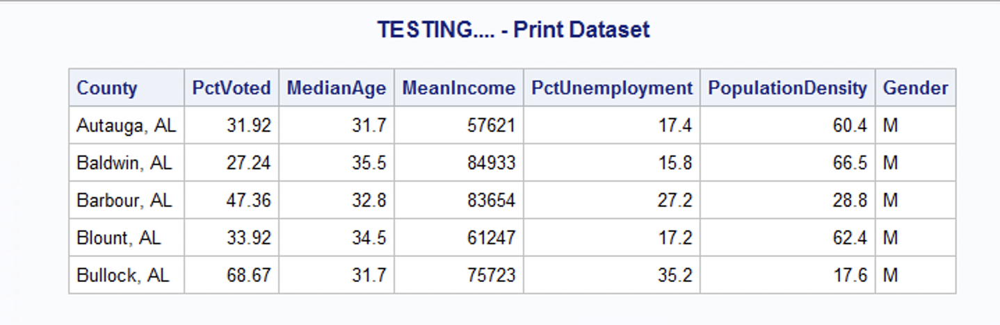 TESTING.... - Print Dataset
County PctVoted MedianAge MeanIncome PctUnemployment PopulationDensity Gender
Autauga, AL 31.92 31.7 57621 17.4 60.4 M
Baldwin, AL 27.24 35.5 84933 15.8 66.5 M
Barbour, AL 47.36 32.8 83654 27.2 28.8 M
Blount, AL 33.92 34.5 61247 17.2 62.4 M
Bullock, AL 68.67 31.7 75723 35.2 17.6 M